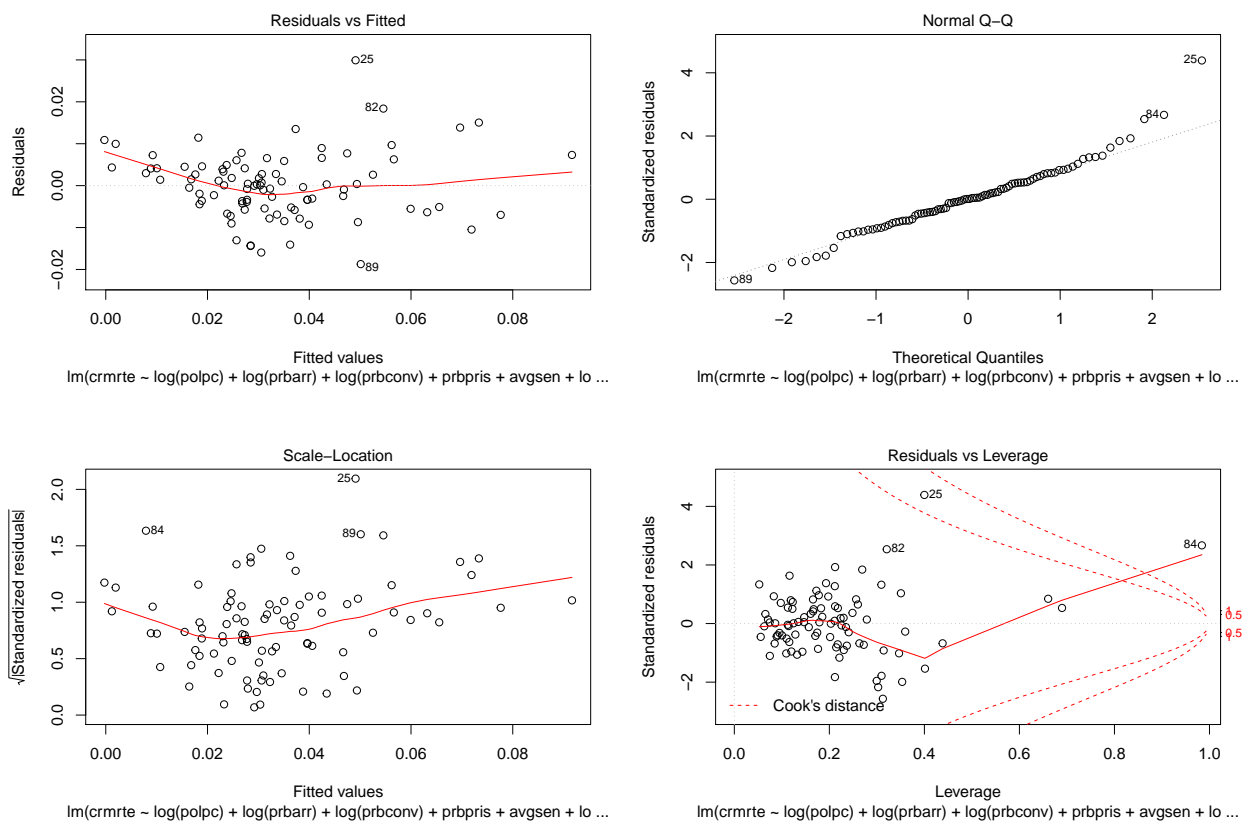 Residuals vs Fitted
Residuals
0.02
0.00
−0.02
25
82
89
0.00 0.02 0.04 0.06 0.08
Fitted values
lm(crmrte ~ log(polpc) + log(prbarr) + log(prbconv) + prbpris + avgsen + lo ...
Normal Q−Q
Standardized residuals
4
2
0
−2
25
84
89
−2 −1 0 1 2
Theoretical Quantiles
lm(crmrte ~ log(polpc) + log(prbarr) + log(prbconv) + prbpris + avgsen + lo ...
Scale−Location
√|Standardized residuals|
2.0
1.5
1.0
0.5
0.0
25
84
89
0.00 0.02 0.04 0.06 0.08
Fitted values
lm(crmrte ~ log(polpc) + log(prbarr) + log(prbconv) + prbpris + avgsen + lo ...
Residuals vs Leverage
Standardized residuals
4
2
0
−2
25
82
84
1
0.5
0.5
1
Cook's distance
0.0 0.2 0.4 0.6 0.8 1.0
Leverage
lm(crmrte ~ log(polpc) + log(prbarr) + log(prbconv) + prbpris + avgsen + lo ...